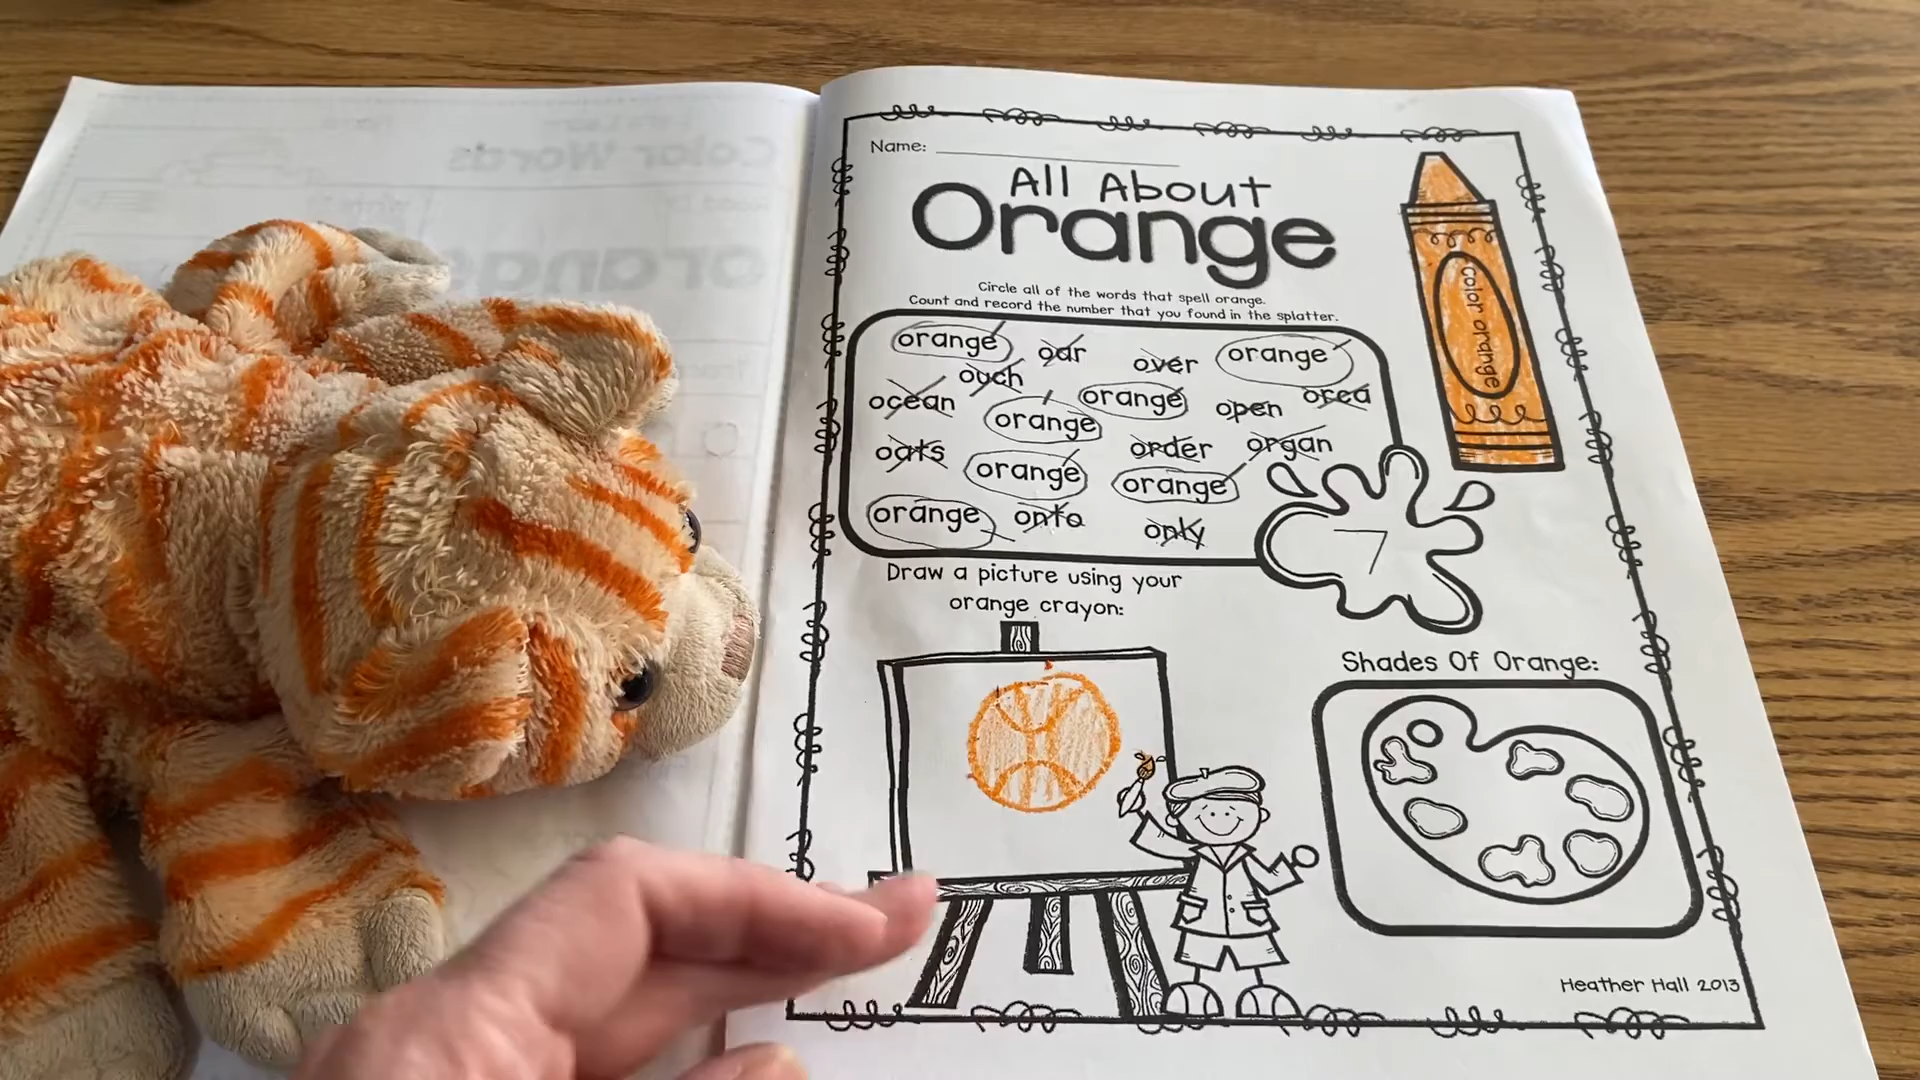 Name:
All About
Orange
Circle all of the words that spell orange.
Count and record the number that you found in the splatter.
orange oar over orange
ouch
ocean orange orange open orca
oats orange order organ
orange
orange onto only
7
color orange
Draw a picture using your
orange crayon:
Shades Of Orange:
Heather Hall 2013
Color Words
orange